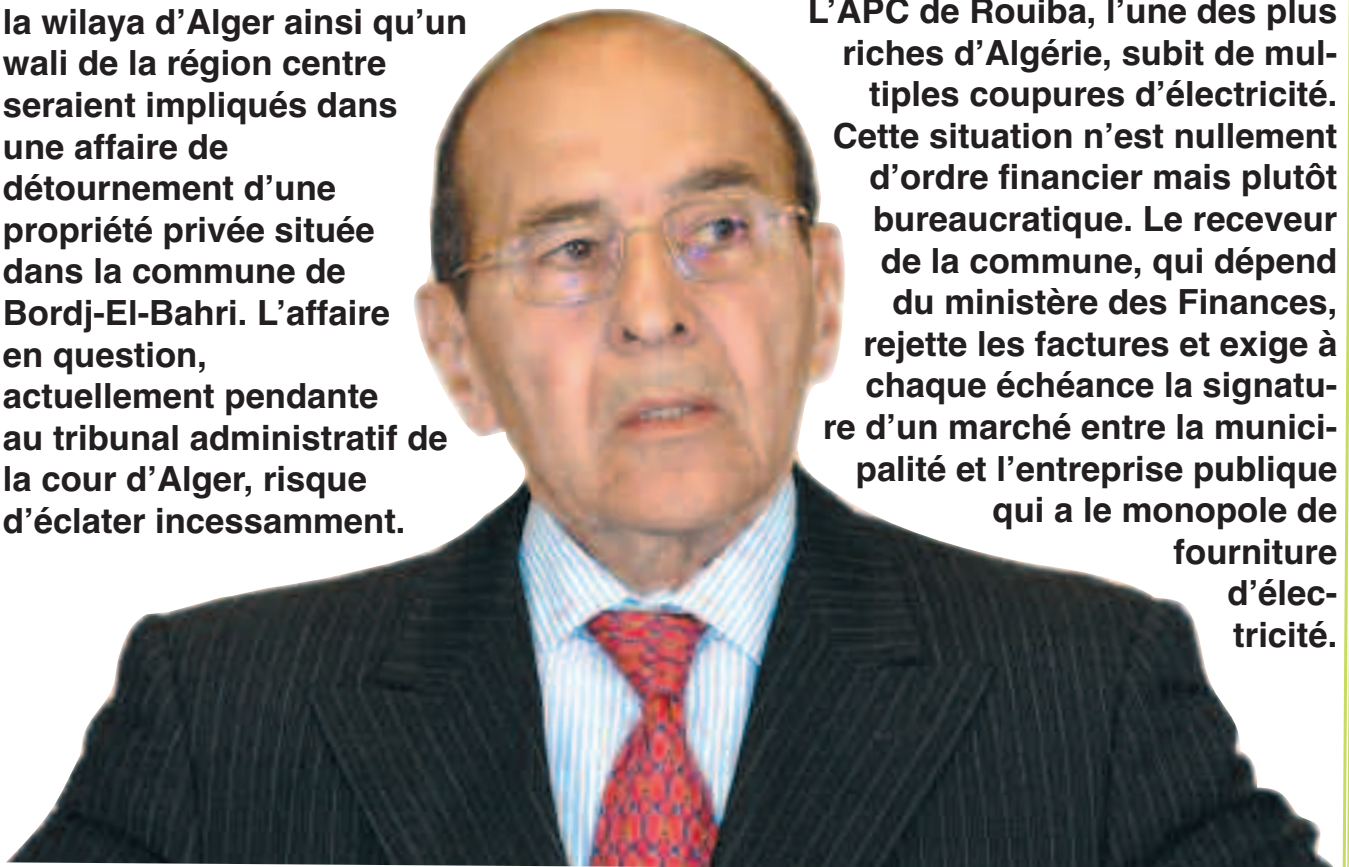 la wilaya d'Alger ainsi qu'un
wali de la région centre
seraient impliqués dans
une affaire de
détournement d'une
propriété privée située
dans la commune de
Bordj-El-Bahri. L'affaire
en question,
actuellement pendante
au tribunal administratif de
la cour d'Alger, risque
d'éclater incessamment.
L'APC de Rouiba, l'une des plus
riches d'Algérie, subit de mul-
tiples coupures d'électricité.
Cette situation n'est nullement
d'ordre financier mais plutôt
bureaucratique. Le receveur
de la commune, qui dépend
du ministère des Finances,
rejette les factures et exige à
chaque échéance la signatu-
re d'un marché entre la munici-
palité et l'entreprise publique
qui a le monopole de
fourniture
d'élec-
tricité.